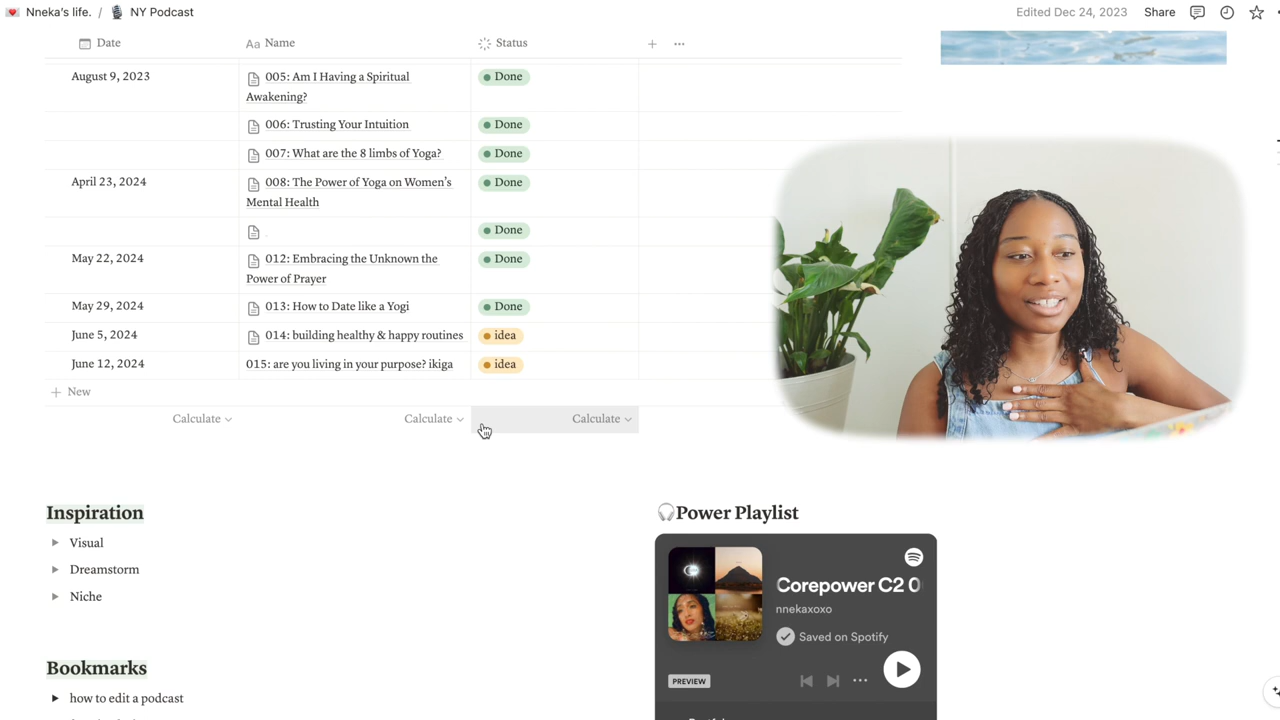 Nneka's life. / NY Podcast
Edited Dec 24, 2023 Share
Date Aa Name Status
August 9, 2023 005: Am I Having a Spiritual Done
Awakening?
006: Trusting Your Intuition Done
007: What are the 8 limbs of Yoga? Done
April 23, 2024 008: The Power of Yoga on Women's Done
Mental Health
Done
May 22, 2024 012: Embracing the Unknown the Done
Power of Prayer
May 29, 2024 013: How to Date like a Yogi Done
June 5, 2024 014: building healthy & happy routines idea
June 12, 2024 015: are you living in your purpose? ikiga idea
+ New
Calculate Calculate Calculate
Inspiration
Visual
Dreamstorm
Niche
Power Playlist
Corepower C2 0
nnekaxoxo
Saved on Spotify
PREVIEW
Bookmarks
how to edit a podcast